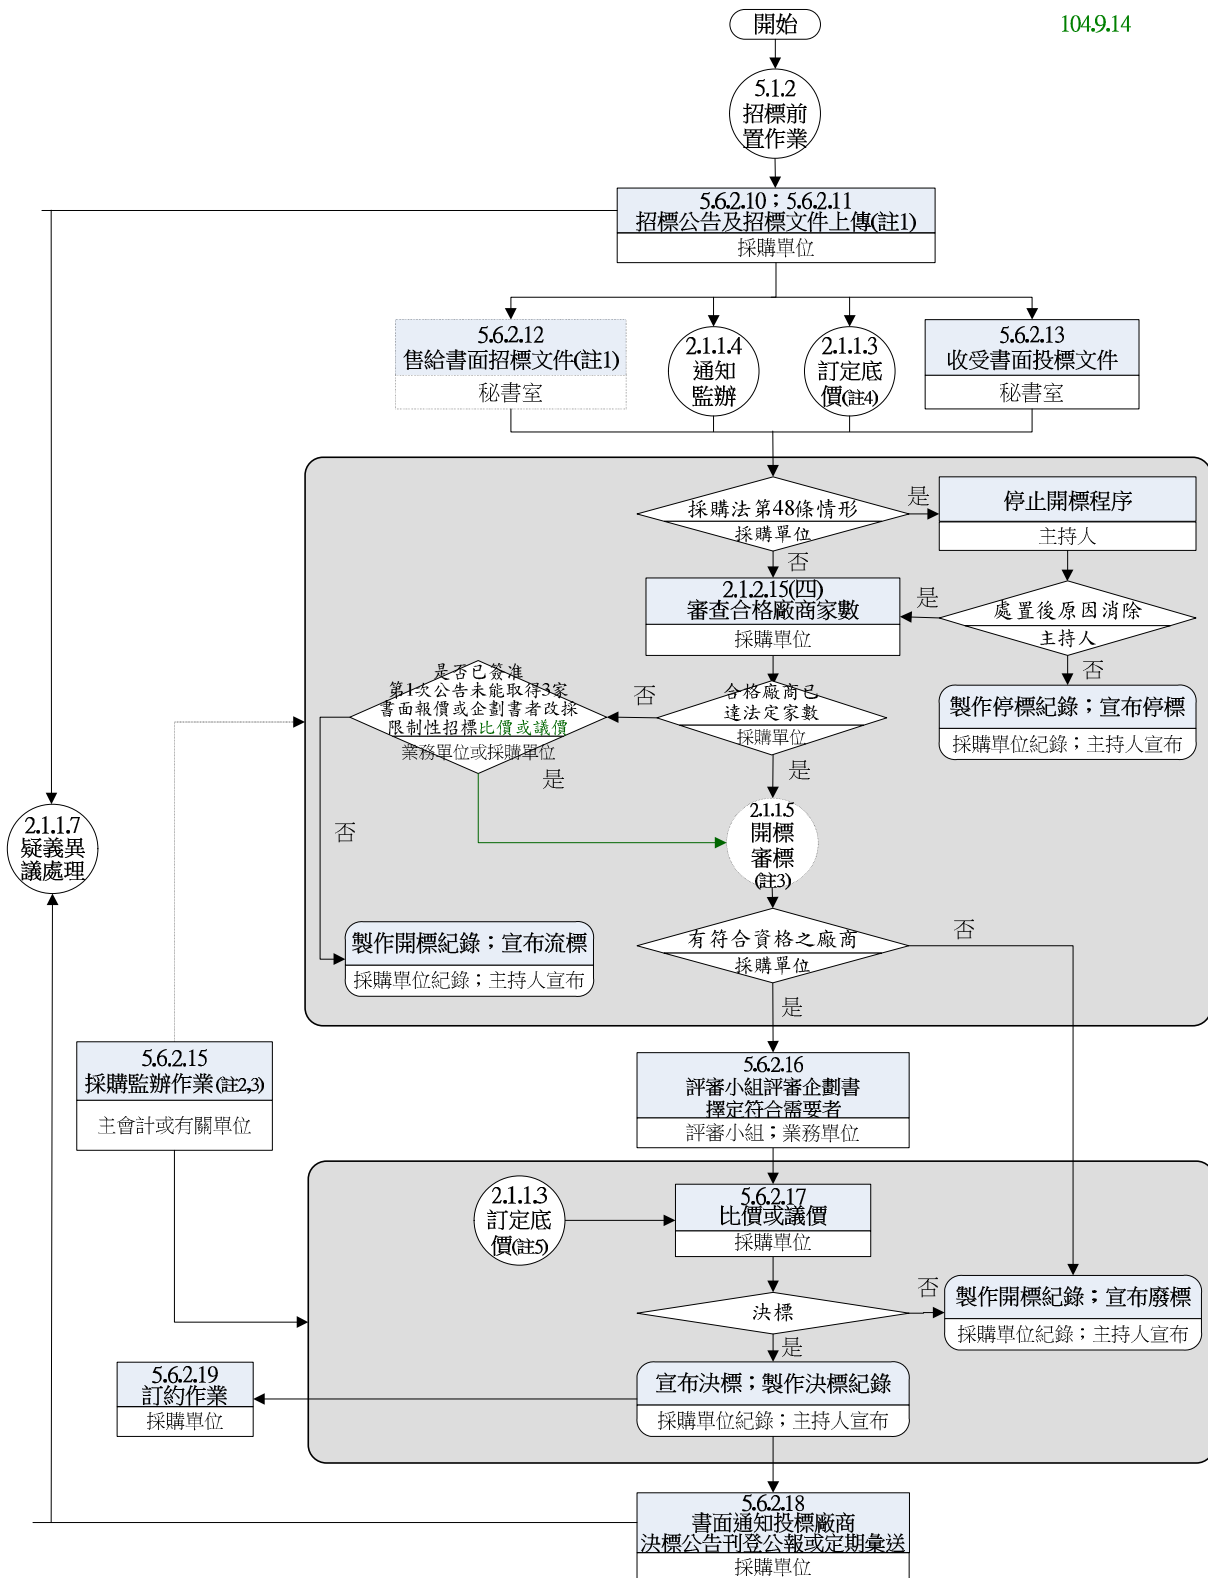 104.9.14
開始
5.1.2
招標前
置作業
5.6.2.10；5.6.2.11
招標公告及招標文件上傳(註1)
採購單位
5.6.2.12
售給書面招標文件(註1)
秘書室
2.1.1.4
通知
監辦
2.1.1.3
訂定底
價(註4)
5.6.2.13
收受書面投標文件
秘書室
採購法第48條情形
採購單位
是
停止開標程序
主持人
否
2.1.2.15(四)
審查合格廠商家數
採購單位
是
處置後原因消除
主持人
否
製作停標紀錄；宣布停標
採購單位紀錄；主持人宣布
是否已簽准
第1次公告未能取得3家
書面報價或企劃書者改採
限制性招標比價或議價
業務單位或採購單位
否
合格廠商已
達法定家數
採購單位
是
是
否
2.1.1.5
開標
審標
(註3)
2.1.1.7
疑義異
議處理
製作開標紀錄；宣布流標
採購單位紀錄；主持人宣布
有符合資格之廠商
採購單位
否
是
5.6.2.15
採購監辦作業(註2,3)
主會計或有關單位
5.6.2.16
評審小組評審企劃書
擇定符合需要者
評審小組；業務單位
2.1.1.3
訂定底
價(註5)
5.6.2.17
比價或議價
採購單位
決標
否
製作開標紀錄；宣布廢標
採購單位紀錄；主持人宣布
是
宣布決標；製作決標紀錄
採購單位紀錄；主持人宣布
5.6.2.19
訂約作業
採購單位
5.6.2.18
書面通知投標廠商
決標公告刊登公報或定期彙送
採購單位